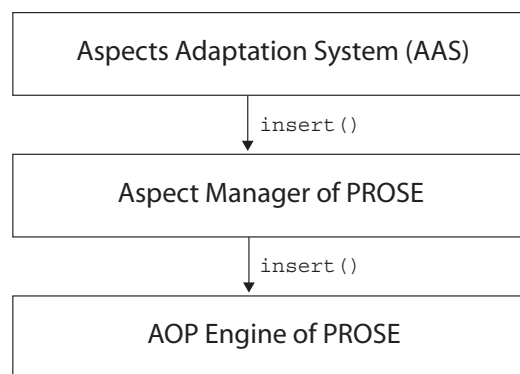 Aspects Adaptation System (AAS)
insert()
Aspect Manager of PROSE
insert()
AOP Engine of PROSE